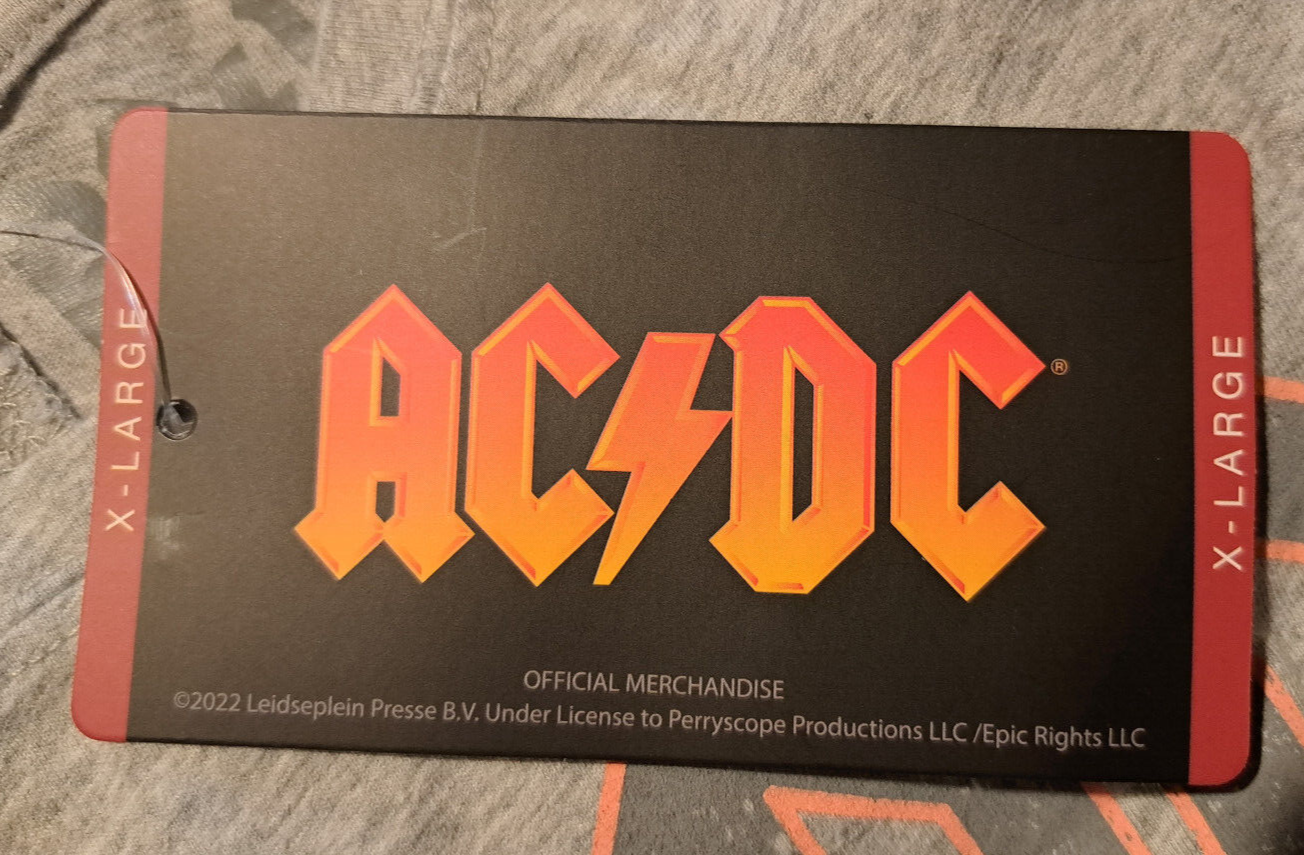 X-LARGE
AC⚡DC ®
X-LARGE
OFFICIAL MERCHANDISE
©2022 Leidseplein Presse B.V. Under License to Perryscope Productions LLC /Epic Rights LLC